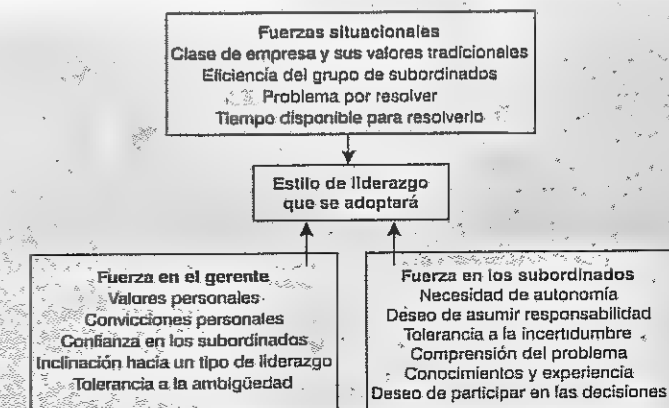 Fuerzas situacionales
Clase de empresa y sus valores tradicionales
Eficiencia del grupo de subordinados
Problema por resolver
Tiempo disponible para resolverlo
Estilo de liderazgo
que se adoptará
Fuerza en el gerente
Valores personales
Convicciones personales
Confianza en los subordinados
Inclinación hacia un tipo de liderazgo
Tolerancia a la ambigüedad
Fuerza en los subordinados
Necesidad de autonomía
Deseo de asumir responsabilidad
Tolerancia a la incertidumbre
Comprensión del problema
Conocimientos y experiencia
Deseo de participar en las decisiones